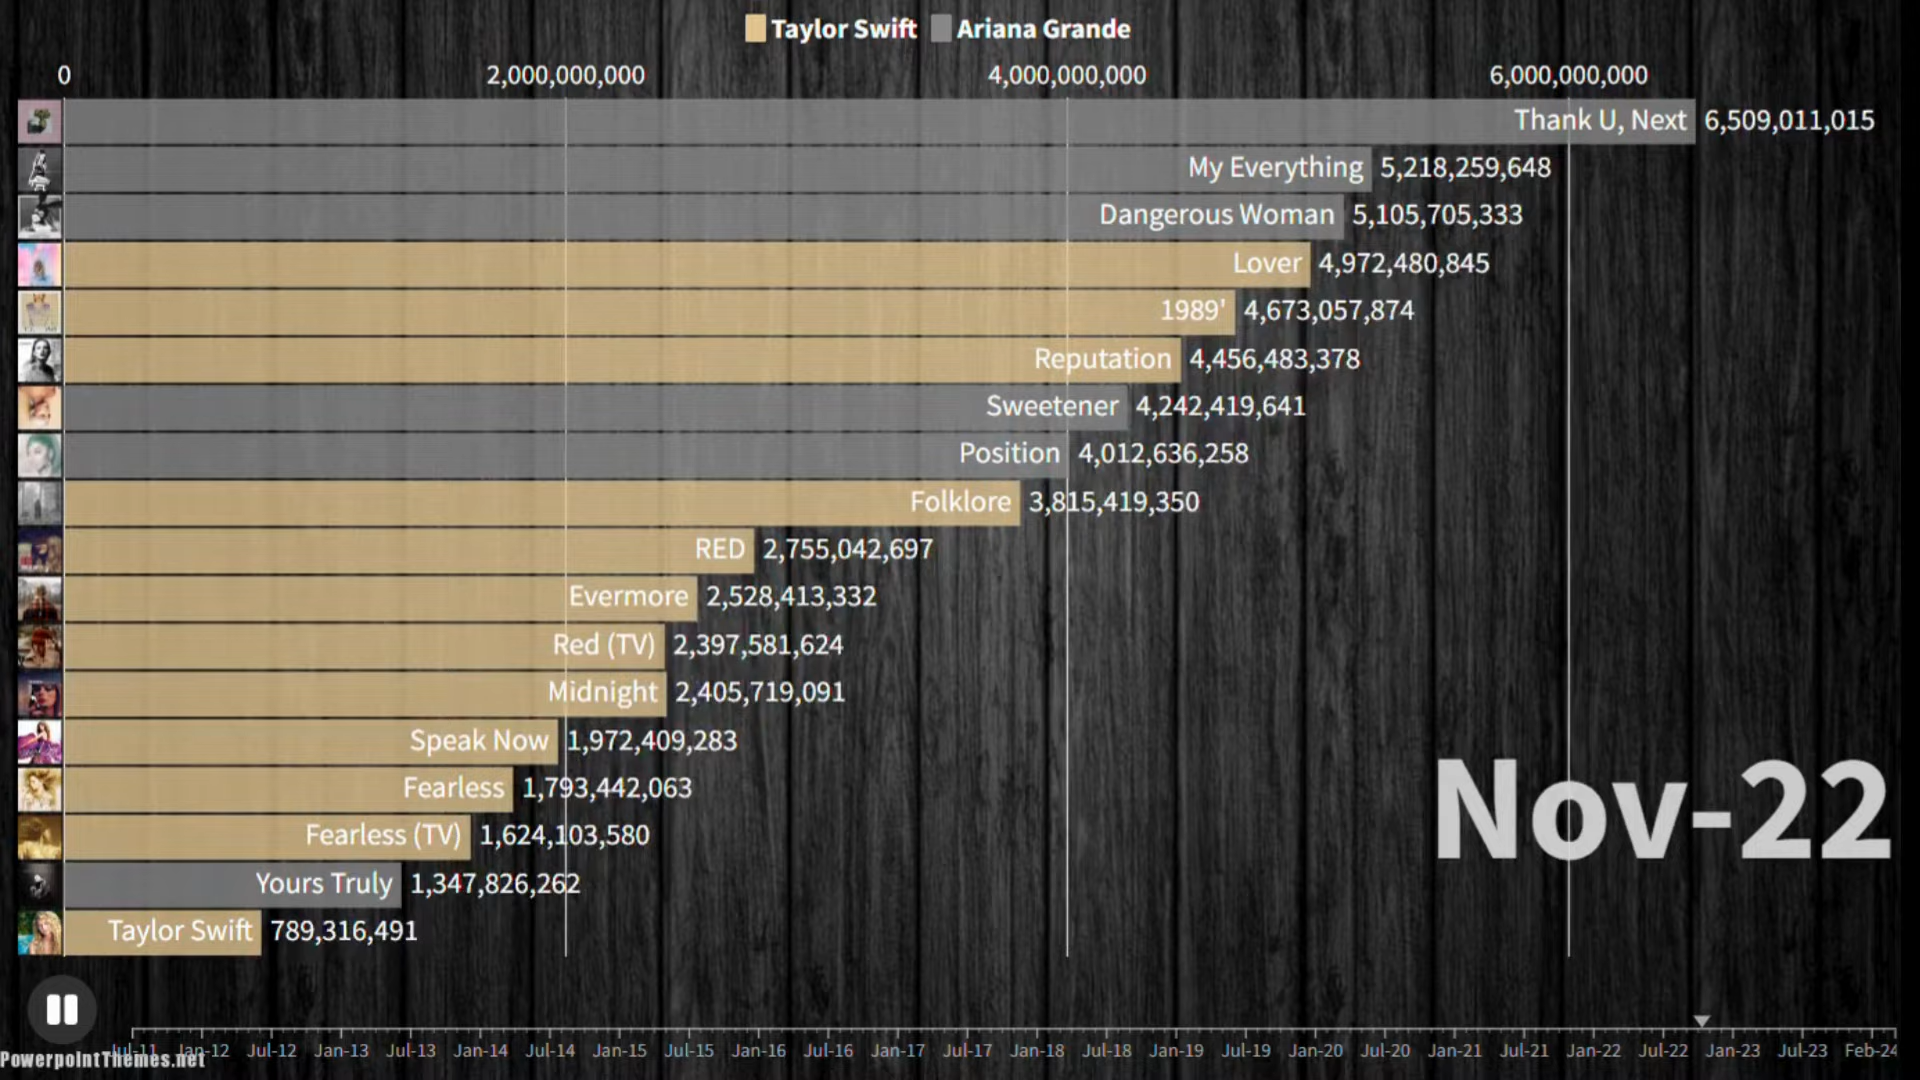 Taylor Swift Ariana Grande
0 2,000,000,000 4,000,000,000 6,000,000,000
Thank U, Next 6,509,011,015
My Everything 5,218,259,648
Dangerous Woman 5,105,705,333
Lover 4,972,480,845
1989' 4,673,057,874
Reputation 4,456,483,378
Sweetener 4,242,419,641
Position 4,012,636,258
Folklore 3,815,419,350
RED 2,755,042,697
Evermore 2,528,413,332
Red (TV) 2,397,581,624
Midnight 2,405,719,091
Speak Now 1,972,409,283
Fearless 1,793,442,063
Fearless (TV) 1,624,103,580
Yours Truly 1,347,826,262
Taylor Swift 789,316,491
Nov-22
Jul-11 Jan-12 Jul-12 Jan-13 Jul-13 Jan-14 Jul-14 Jan-15 Jul-15 Jan-16 Jul-16 Jan-17 Jul-17 Jan-18 Jul-18 Jan-19 Jul-19 Jan-20 Jul-20 Jan-21 Jul-21 Jan-22 Jul-22 Jan-23 Jul-23 Feb-24
PowerpointThemes.net